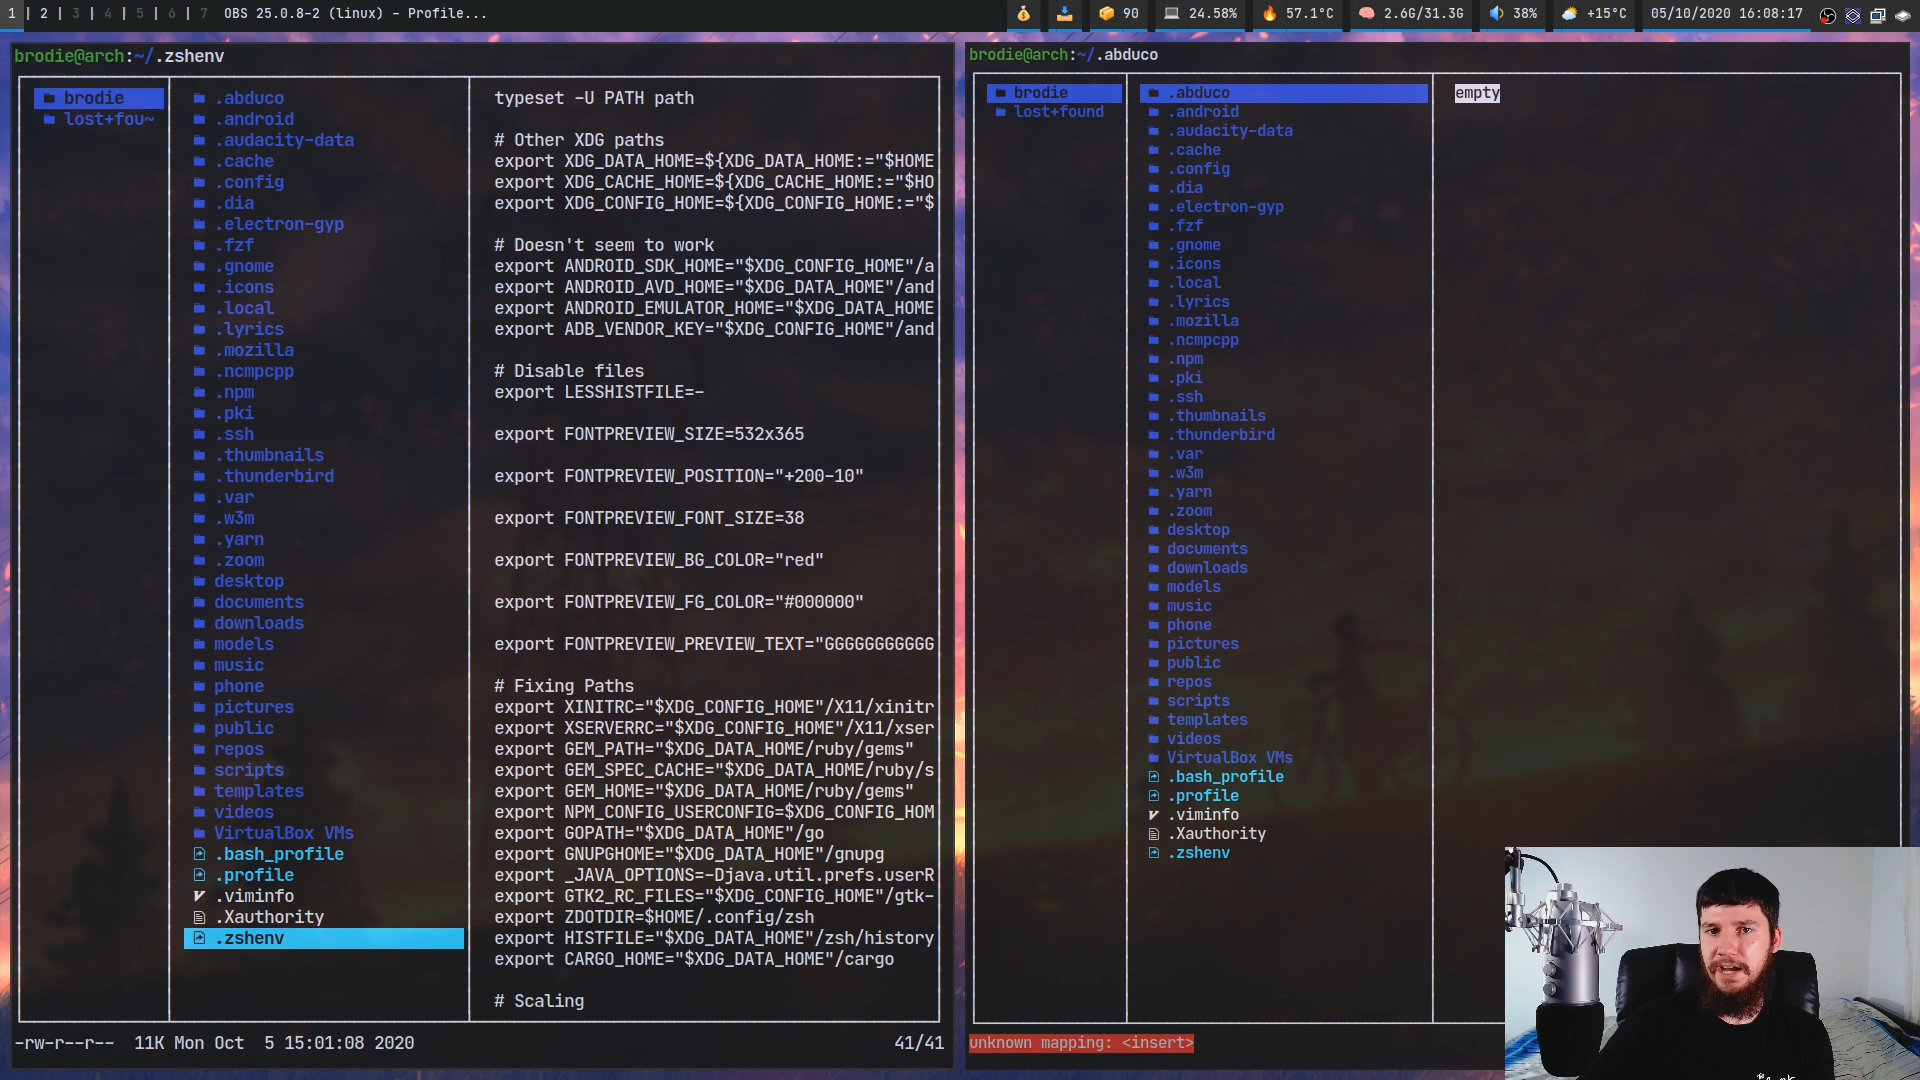 1 | 2 | 3 | 4 | 5 | 6 | 7 OBS 25.0.8-2 (linux) - Profile...
90 24.58% 57.1°C 2.6G/31.3G 38% +15°C 05/10/2020 16:08:17
brodie@arch:~/.zshenv
brodie
lost+fou~
.abduco
.android
.audacity-data
.cache
.config
.dia
.electron-gyp
.fzf
.gnome
.icons
.local
.lyrics
.mozilla
.ncmpcpp
.npm
.pki
.ssh
.thumbnails
.thunderbird
.var
.w3m
.yarn
.zoom
desktop
documents
downloads
models
music
phone
pictures
public
repos
scripts
templates
videos
VirtualBox VMs
.bash_profile
.profile
.viminfo
.Xauthority
.zshenv
typeset -U PATH path
# Other XDG paths
export XDG_DATA_HOME=${XDG_DATA_HOME:="$HOME
export XDG_CACHE_HOME=${XDG_CACHE_HOME:="$HO
export XDG_CONFIG_HOME=${XDG_CONFIG_HOME:="$
# Doesn't seem to work
export ANDROID_SDK_HOME="$XDG_CONFIG_HOME"/a
export ANDROID_AVD_HOME="$XDG_DATA_HOME"/and
export ANDROID_EMULATOR_HOME="$XDG_DATA_HOME
export ADB_VENDOR_KEY="$XDG_CONFIG_HOME"/and
# Disable files
export LESSHISTFILE=-
export FONTPREVIEW_SIZE=532x365
export FONTPREVIEW_POSITION="+200-10"
export FONTPREVIEW_FONT_SIZE=38
export FONTPREVIEW_BG_COLOR="red"
export FONTPREVIEW_FG_COLOR="#000000"
export FONTPREVIEW_PREVIEW_TEXT="GGGGGGGGGGG
# Fixing Paths
export XINITRC="$XDG_CONFIG_HOME"/X11/xinitr
export XSERVERRC="$XDG_CONFIG_HOME"/X11/xser
export GEM_PATH="$XDG_DATA_HOME/ruby/gems"
export GEM_SPEC_CACHE="$XDG_DATA_HOME/ruby/s
export GEM_HOME="$XDG_DATA_HOME/ruby/gems"
export NPM_CONFIG_USERCONFIG=$XDG_CONFIG_HOM
export GOPATH="$XDG_DATA_HOME"/go
export GNUPGHOME="$XDG_DATA_HOME"/gnupg
export _JAVA_OPTIONS=-Djava.util.prefs.userR
export GTK2_RC_FILES="$XDG_CONFIG_HOME"/gtk-
export ZDOTDIR=$HOME/.config/zsh
export HISTFILE="$XDG_DATA_HOME"/zsh/history
export CARGO_HOME="$XDG_DATA_HOME"/cargo
# Scaling
-rw-r--r-- 11K Mon Oct 5 15:01:08 2020 41/41
brodie@arch:~/.abduco
brodie
lost+found
.abduco
.android
.audacity-data
.cache
.config
.dia
.electron-gyp
.fzf
.gnome
.icons
.local
.lyrics
.mozilla
.ncmpcpp
.npm
.pki
.ssh
.thumbnails
.thunderbird
.var
.w3m
.yarn
.zoom
desktop
documents
downloads
models
music
phone
pictures
public
repos
scripts
templates
videos
VirtualBox VMs
.bash_profile
.profile
.viminfo
.Xauthority
.zshenv
empty
unknown mapping: <insert>